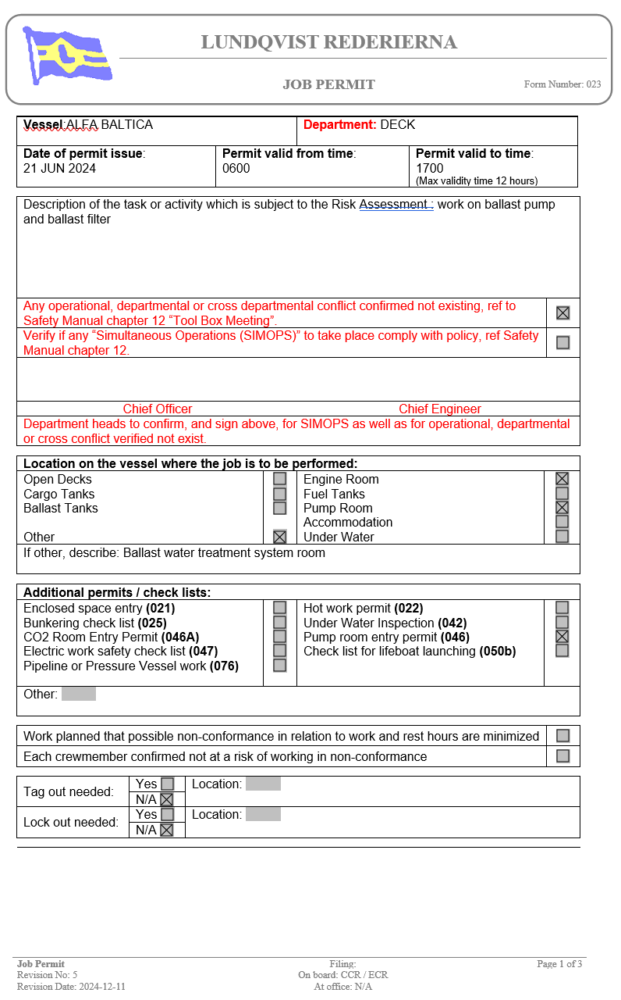 LUNDQVIST REDERIERNA
JOB PERMIT
Form Number: 023
Vessel:ALFA BALTICA
Department: DECK
Date of permit issue:
21 JUN 2024
Permit valid from time:
0600
Permit valid to time:
1700
(Max validity time 12 hours)
Description of the task or activity which is subject to the Risk Assessment : work on ballast pump
and ballast filter
Any operational, departmental or cross departmental conflict confirmed not existing, ref to
Safety Manual chapter 12 “Tool Box Meeting”.
Verify if any “Simultaneous Operations (SIMOPS)” to take place comply with policy, ref Safety
Manual chapter 12.
Chief Officer
Chief Engineer
Department heads to confirm, and sign above, for SIMOPS as well as for operational, departmental
or cross conflict verified not exist.
Location on the vessel where the job is to be performed:
Open Decks
Engine Room
Cargo Tanks
Fuel Tanks
Ballast Tanks
Pump Room
Accommodation
Other
Under Water
If other, describe: Ballast water treatment system room
Additional permits / check lists:
Enclosed space entry (021)
Hot work permit (022)
Bunkering check list (025)
Under Water Inspection (042)
CO2 Room Entry Permit (046A)
Pump room entry permit (046)
Electric work safety check list (047)
Check list for lifeboat launching (050b)
Pipeline or Pressure Vessel work (076)
Other:
Work planned that possible non-conformance in relation to work and rest hours are minimized
Each crewmember confirmed not at a risk of working in non-conformance
Tag out needed:
Yes
N/A
Location:
Lock out needed:
Yes
N/A
Location:
Job Permit
Revision No: 5
Revision Date: 2024-12-11
Filing:
On board: CCR / ECR
At office: N/A
Page 1 of 3